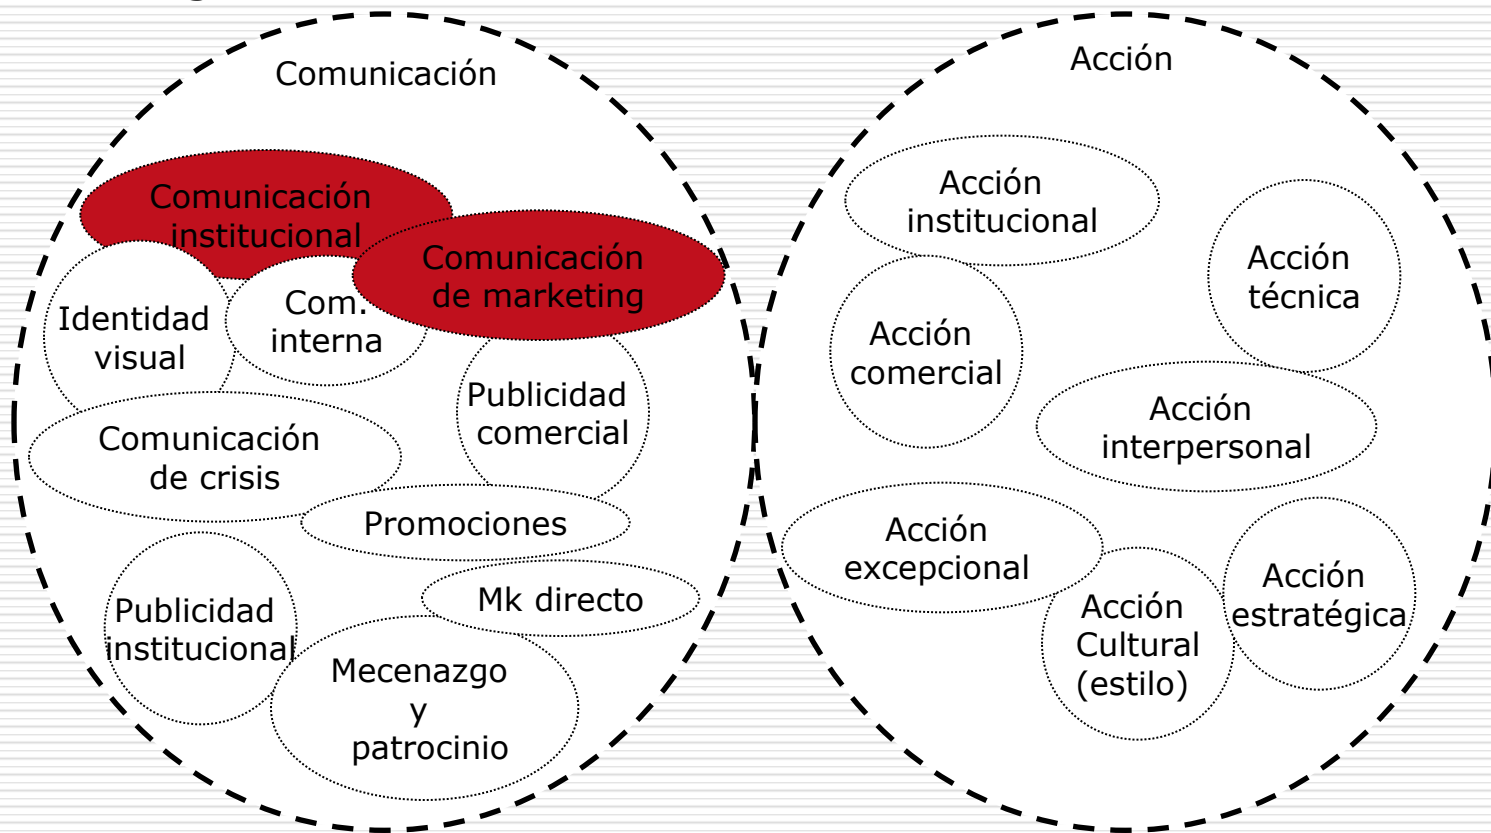 Comunicación
Comunicación
institucional
Comunicación
de marketing
Identidad
visual
Com.
interna
Publicidad
comercial
Comunicación
de crisis
Promociones
Mk directo
Publicidad
institucional
Mecenazgo
y
patrocinio
Acción
Acción
institucional
Acción
técnica
Acción
comercial
Acción
interpersonal
Acción
excepcional
Acción
estratégica
Acción
Cultural
(estilo)